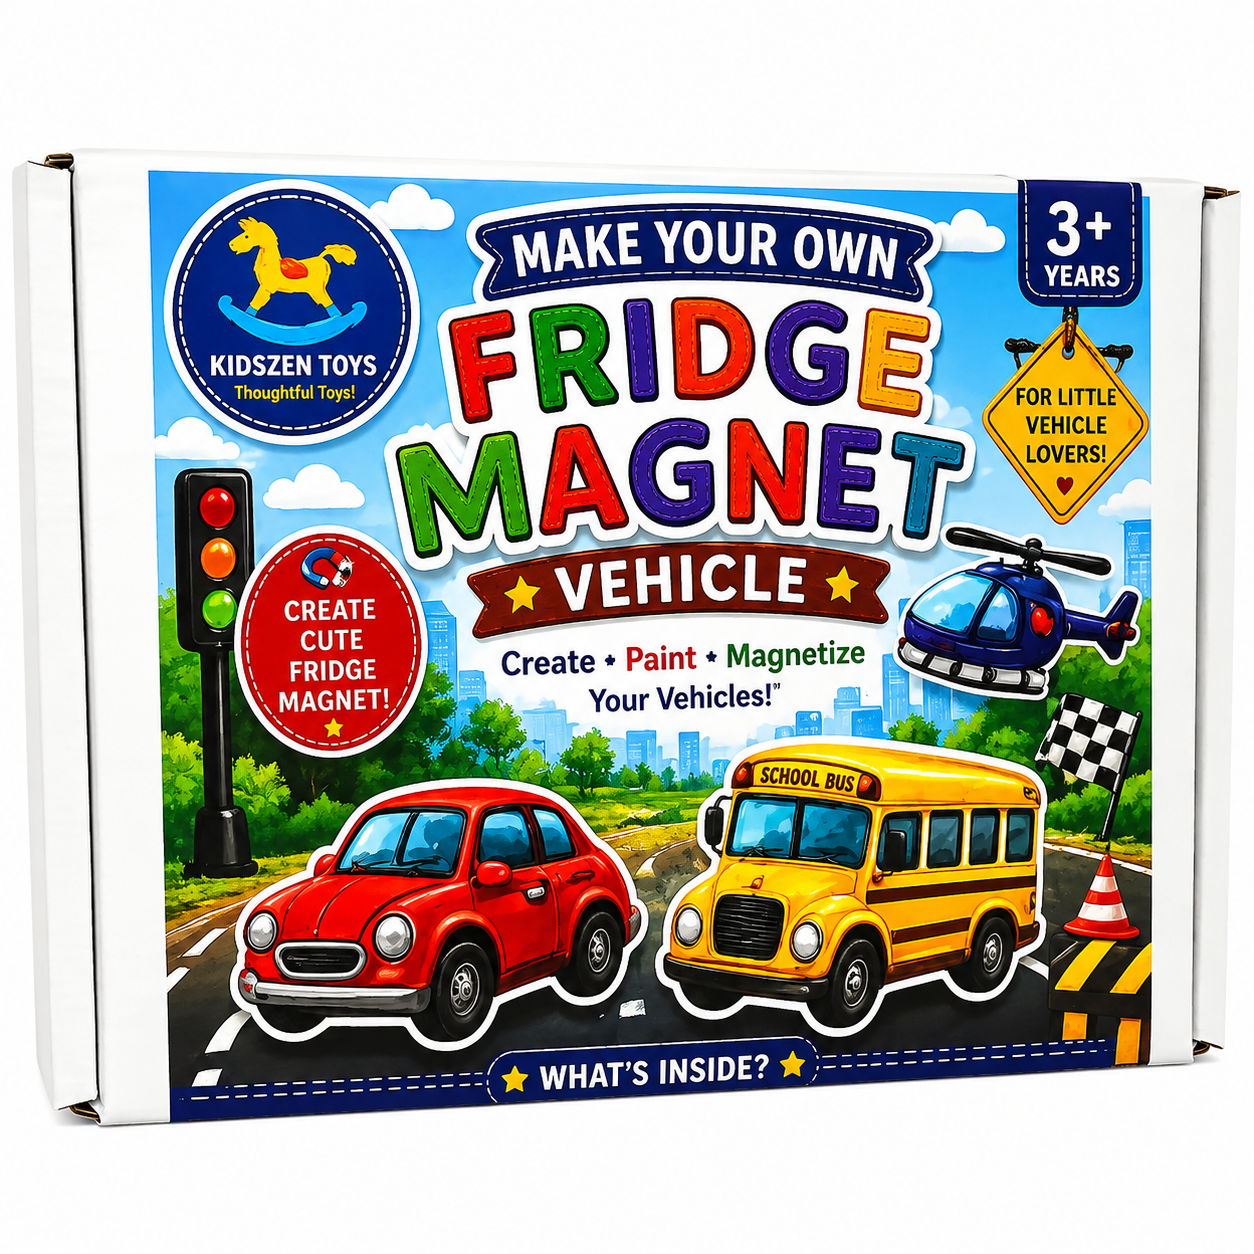 KIDSZEN TOYS
Thoughtful Toys!
MAKE YOUR OWN
FRIDGE
MAGNET
VEHICLE
Create • Paint • Magnetize
Your Vehicles!"
3+
YEARS
FOR LITTLE
VEHICLE
LOVERS!
CREATE
CUTE
FRIDGE
MAGNET!
SCHOOL BUS
WHAT'S INSIDE?